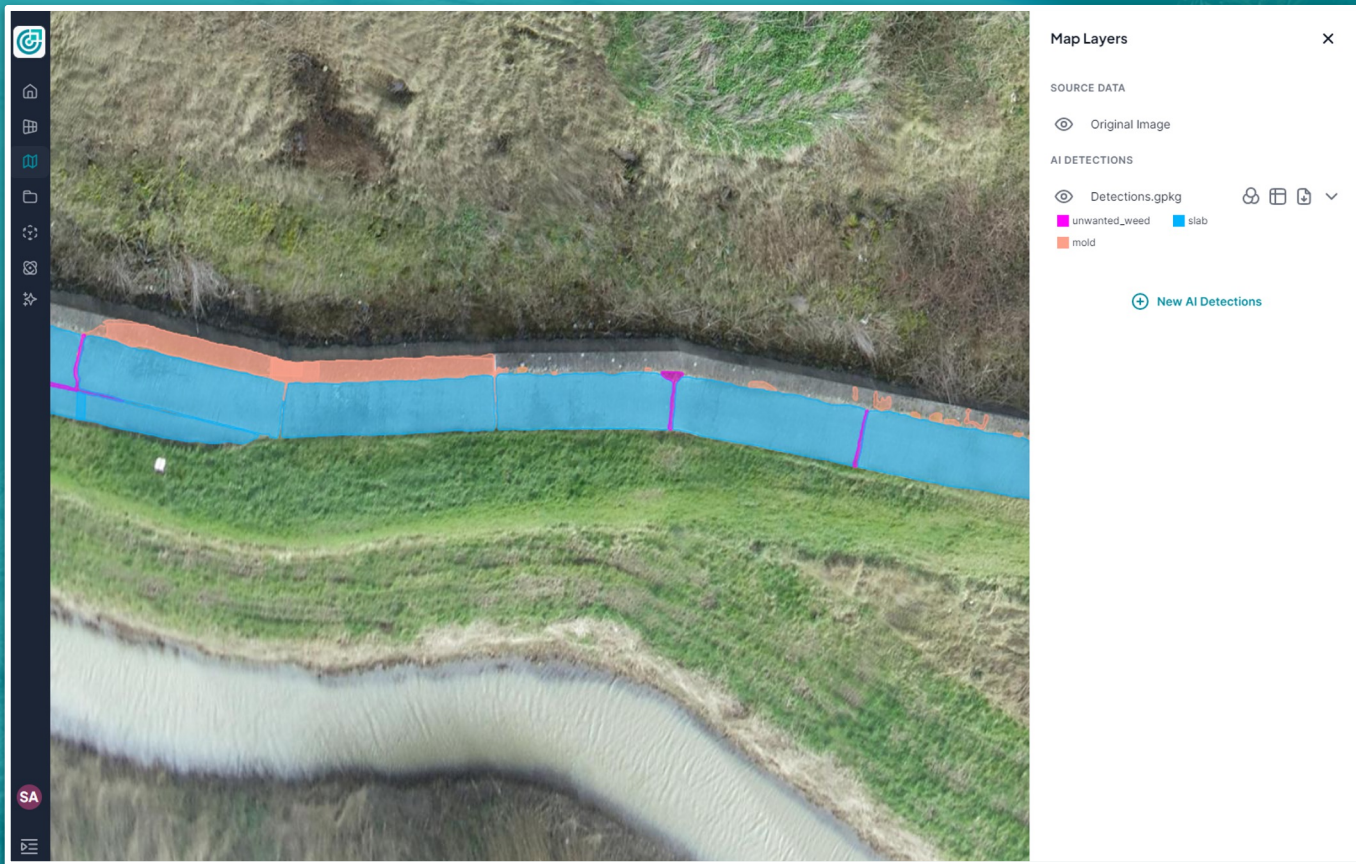 Map Layers
SOURCE DATA
Original Image
AI DETECTIONS
Detections.gpkg
unwanted_weed slab
mold
New AI Detections
SA